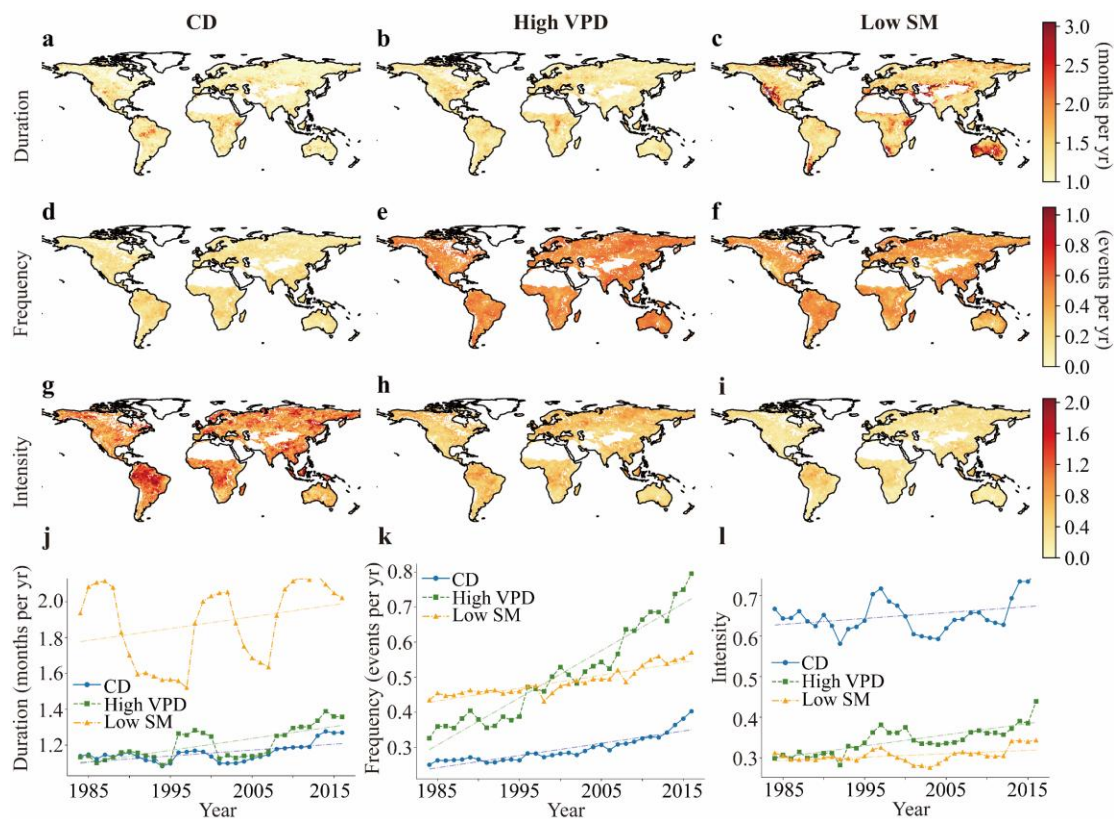 CD
High VPD
Low SM
a
b
c
Duration
3.0
2.5
2.0
1.5
1.0
(months per yr)
d
e
f
Frequency
1.0
0.8
0.6
0.4
0.2
0.0
(events per yr)
g
h
i
Intensity
2.0
1.6
1.2
0.8
0.4
0.0
j
Duration (months per yr)
2.0
1.8
1.6
1.4
1.2
CD
High VPD
Low SM
1985
1995
2005
2015
Year
k
Frequency (events per yr)
0.8
0.7
0.5
0.3
CD
High VPD
Low SM
1985
1995
2005
2015
Year
l
Intensity
0.7
0.6
0.5
0.4
0.3
CD
High VPD
Low SM
1985
1995
2005
2015
Year